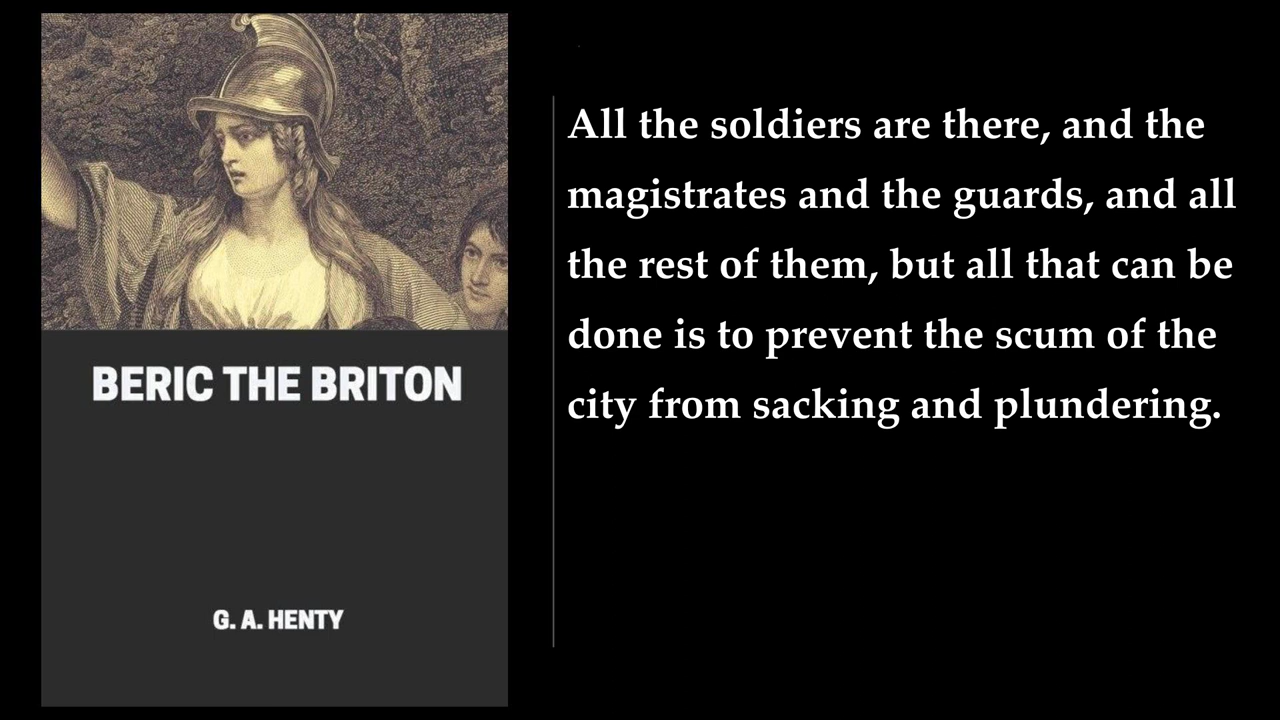 BERIC THE BRITON
G. A. HENTY
All the soldiers are there, and the
magistrates and the guards, and all
the rest of them, but all that can be
done is to prevent the scum of the
city from sacking and plundering.